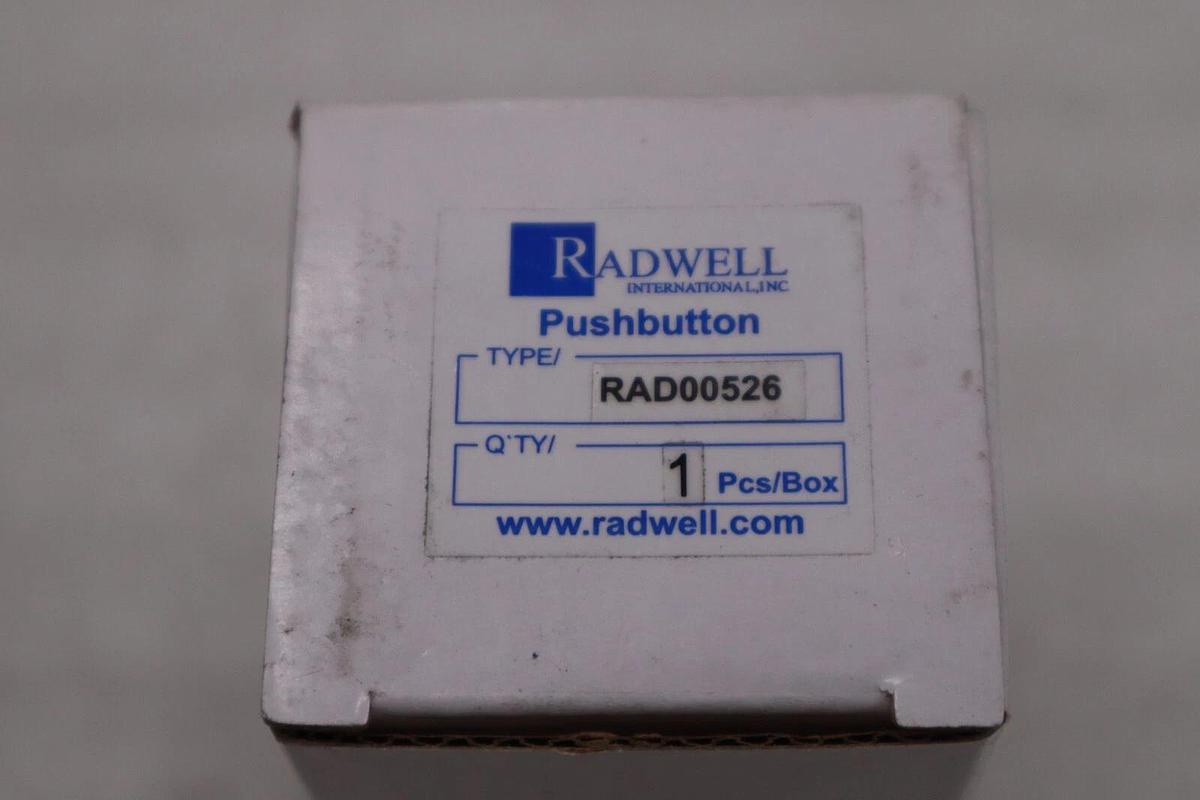 RADWELL
INTERNATIONAL,INC
Pushbutton
TYPE/
RAD00526
Q'TY/
1 Pcs/Box
www.radwell.com